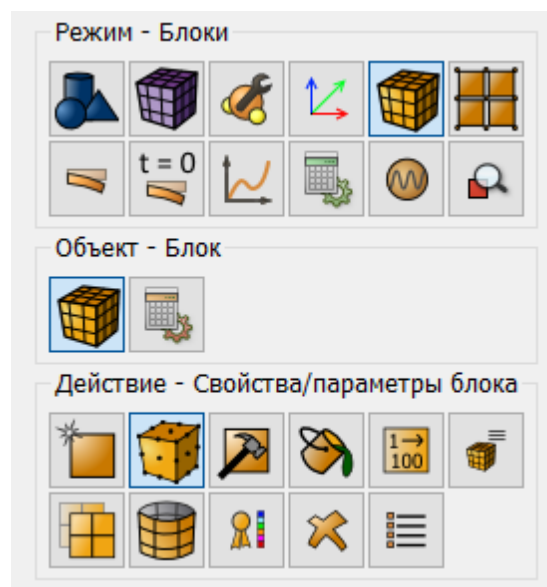 Режим - Блоки
t = 0
Объект - Блок
Действие - Свойства/параметры блока
1→
100